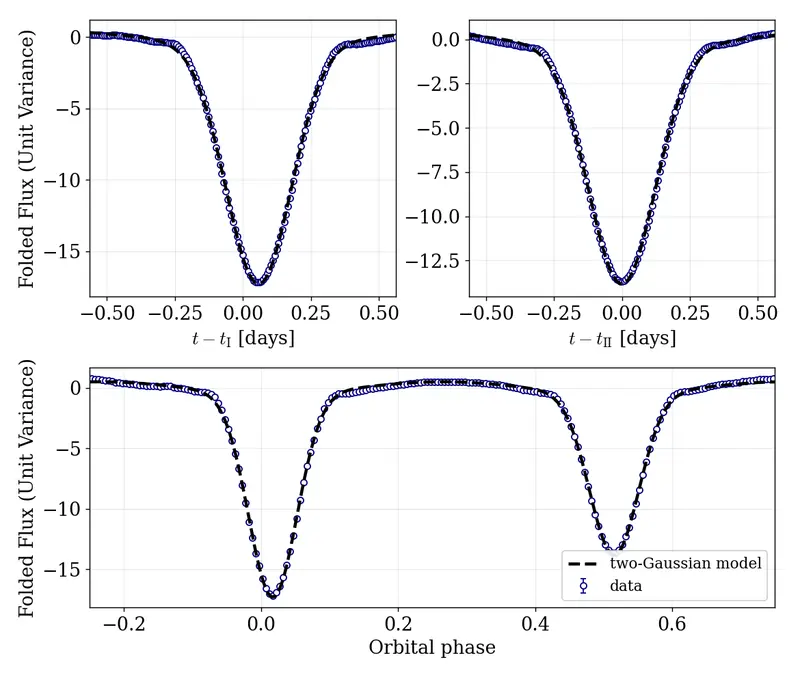 Folded Flux (Unit Variance)
0
−5
−10
−15
−0.50 −0.25 0.00 0.25 0.50
t − t_I [days]
0.0
−2.5
−5.0
−7.5
−10.0
−12.5
−0.50 −0.25 0.00 0.25 0.50
t − t_II [days]
Folded Flux (Unit Variance)
0
−5
−10
−15
two-Gaussian model
data
−0.2 0.0 0.2 0.4 0.6
Orbital phase